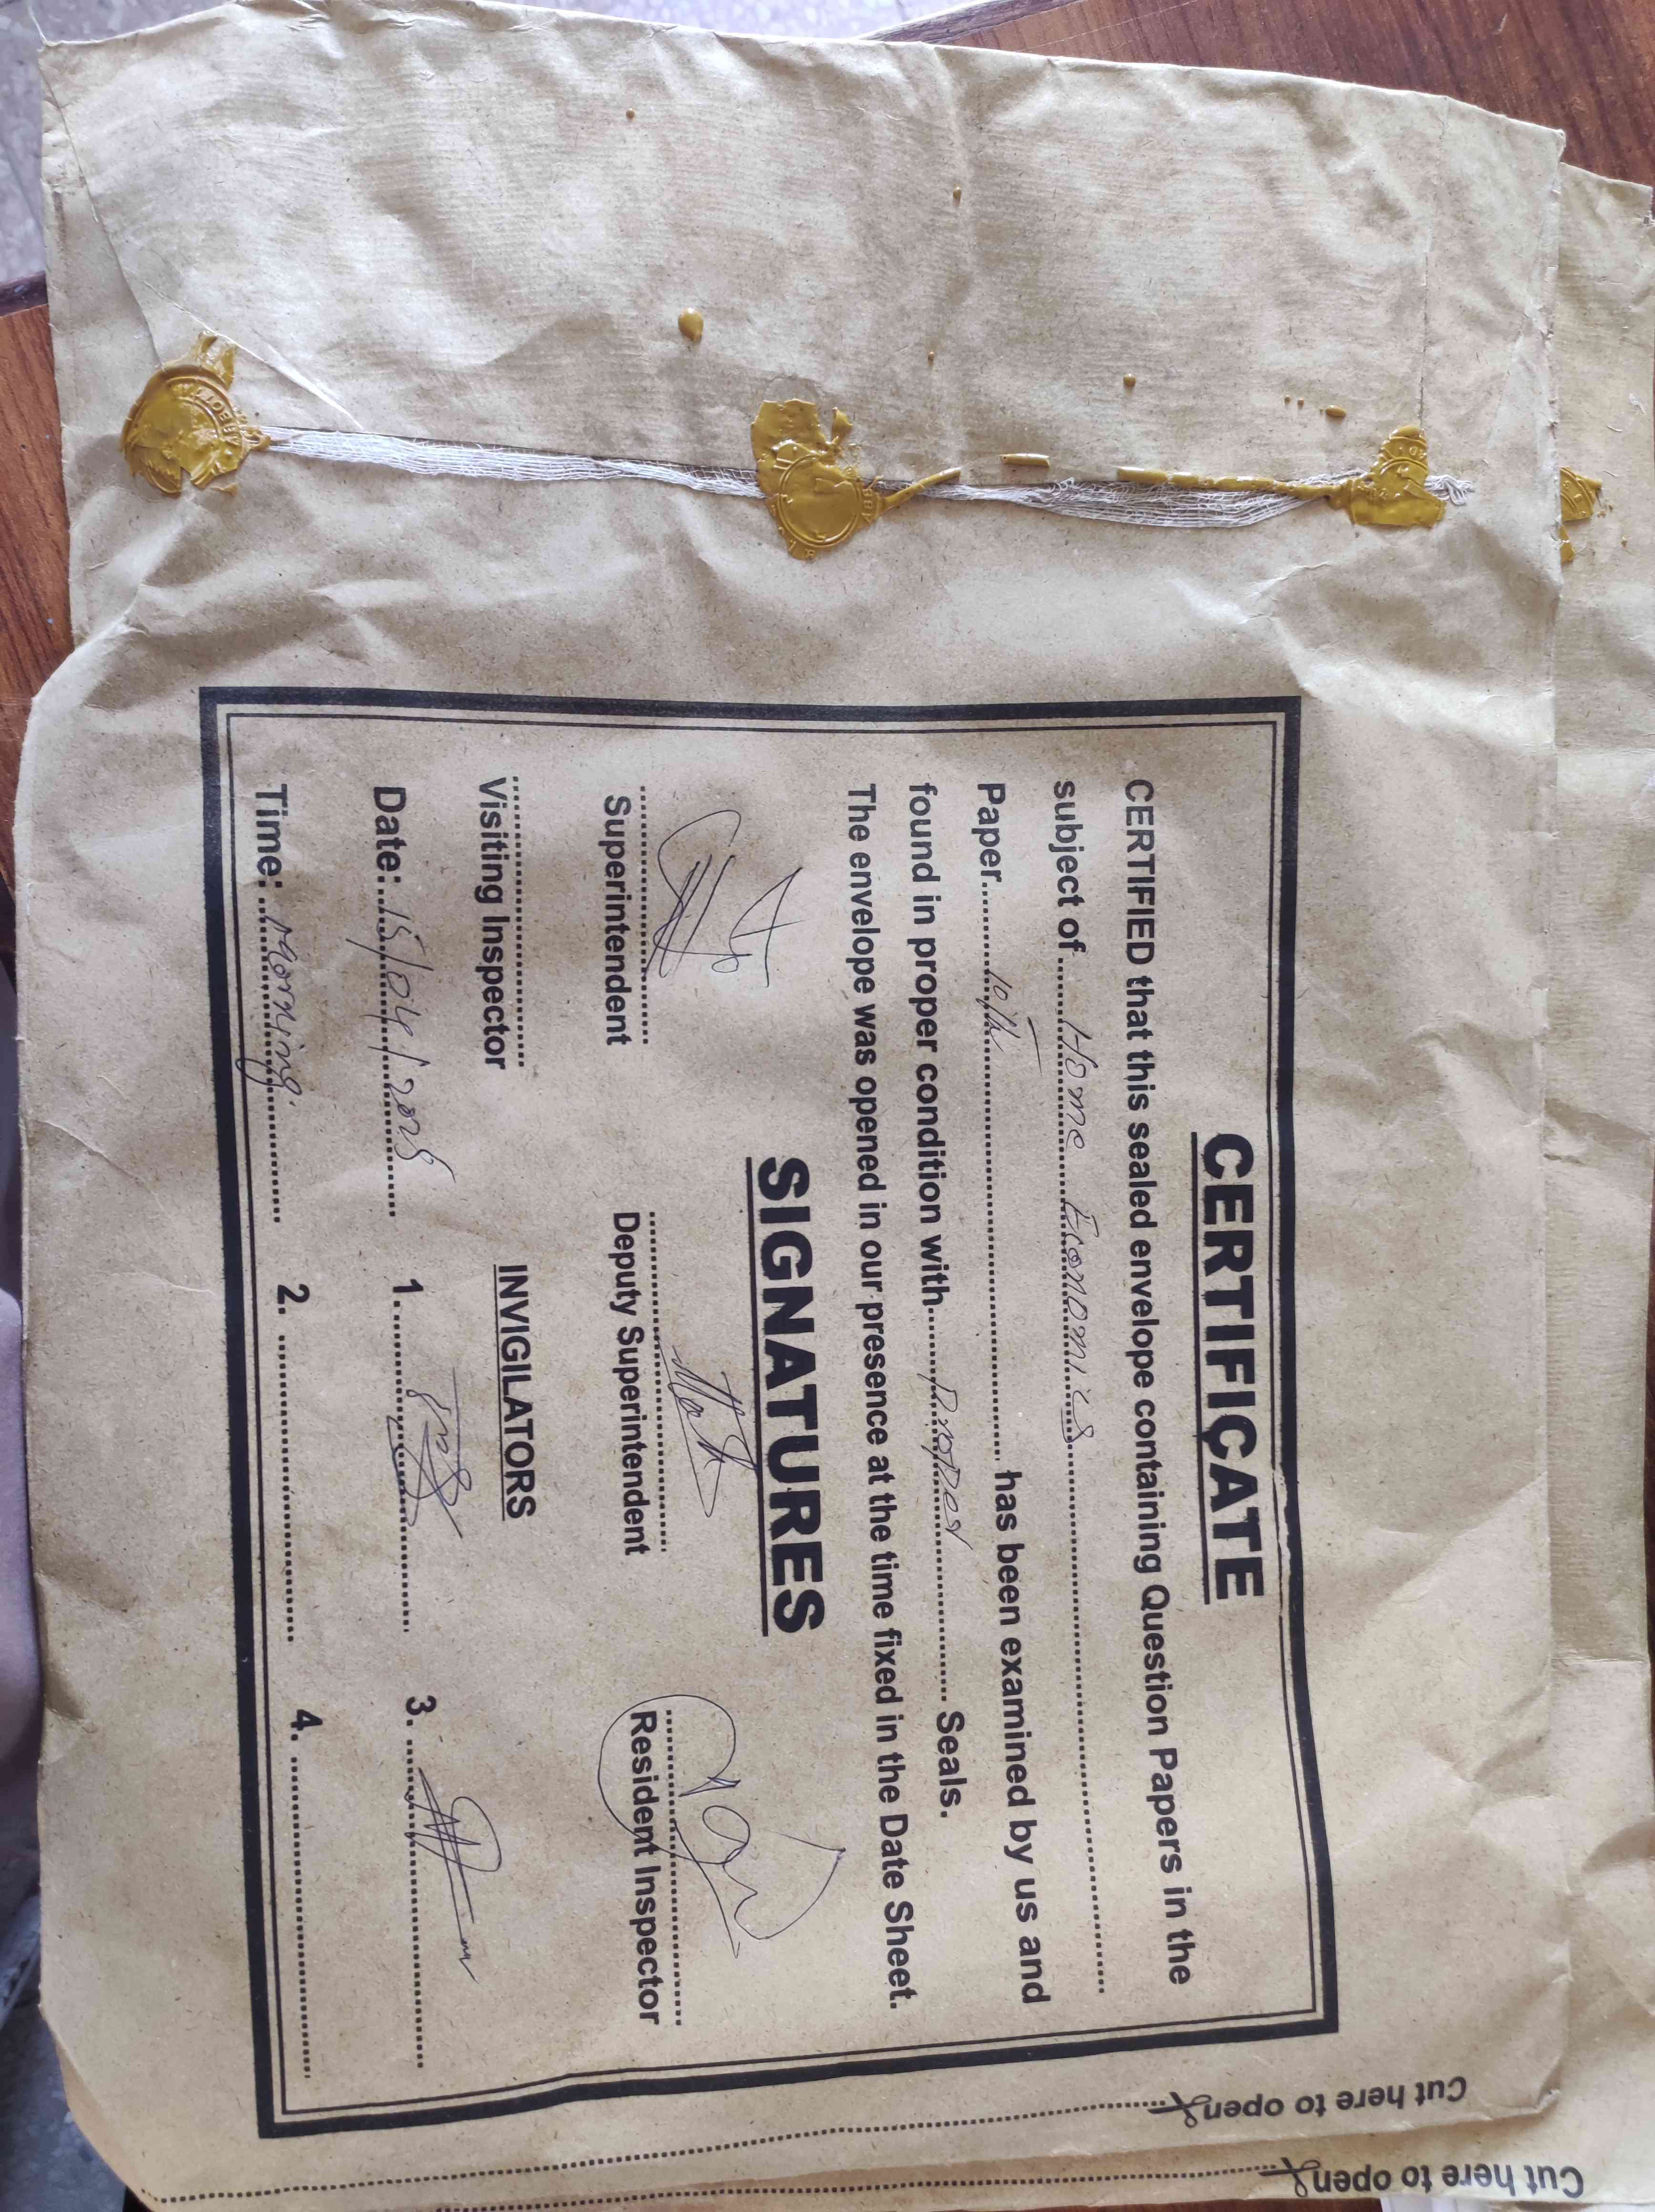 CERTIFICATE
CERTIFIED that this sealed envelope containing Question Papers in the
subject of.....Home Economics.....
Paper.....10th..... has been examined by us and
found in proper condition with.....proper..... Seals.
The envelope was opened in our presence at the time fixed in the Date Sheet.
SIGNATURES
Superintendent
Deputy Superintendent
Resident Inspector
Visiting Inspector
INVIGILATORS
Date:...15/04/2025......
1...............
3. ...............
Time: ...Morning......
2. ...............
4. ...............
Cut here to open
Cut here to open